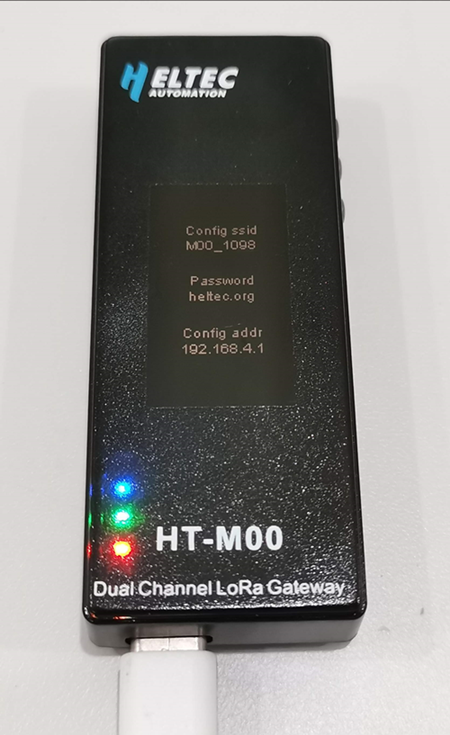 HELTEC
AUTOMATION
Config ssid
M00_1098
Password
heltec.org
Config addr
192.168.4.1
HT-M00
Dual Channel LoRa Gateway